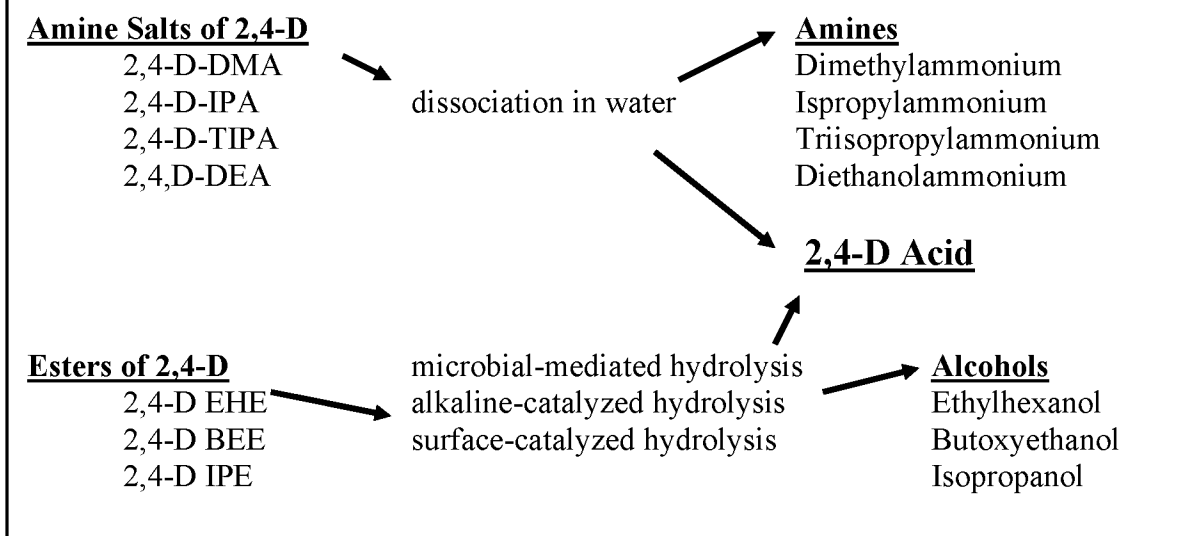 Amine Salts of 2,4-D
2,4-D-DMA
2,4-D-IPA
2,4-D-TIPA
2,4,D-DEA
dissociation in water
Amines
Dimethylammonium
Ispropylammonium
Triisopropylammonium
Diethanolammonium
2,4-D Acid
Esters of 2,4-D
2,4-D EHE
2,4-D BEE
2,4-D IPE
microbial-mediated hydrolysis
alkaline-catalyzed hydrolysis
surface-catalyzed hydrolysis
Alcohols
Ethylhexanol
Butoxyethanol
Isopropanol